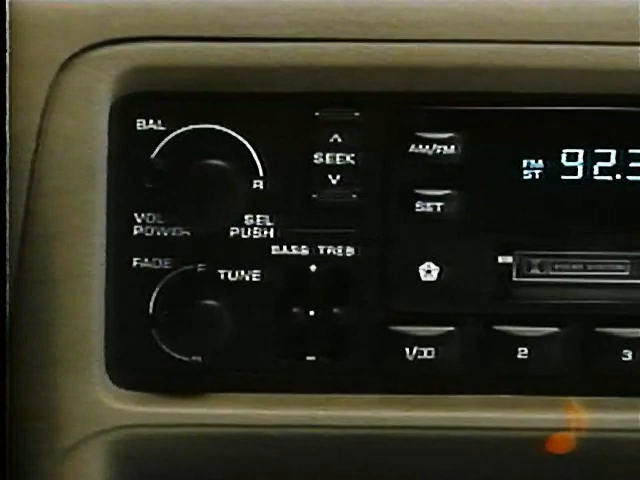 BAL
R
VOL
POWER
SEL
PUSH
FADE
F
TUNE
R
SEEK
BASS TREB
+
-
AM/FM
SET
FM
ST
92.3
1/
2
3